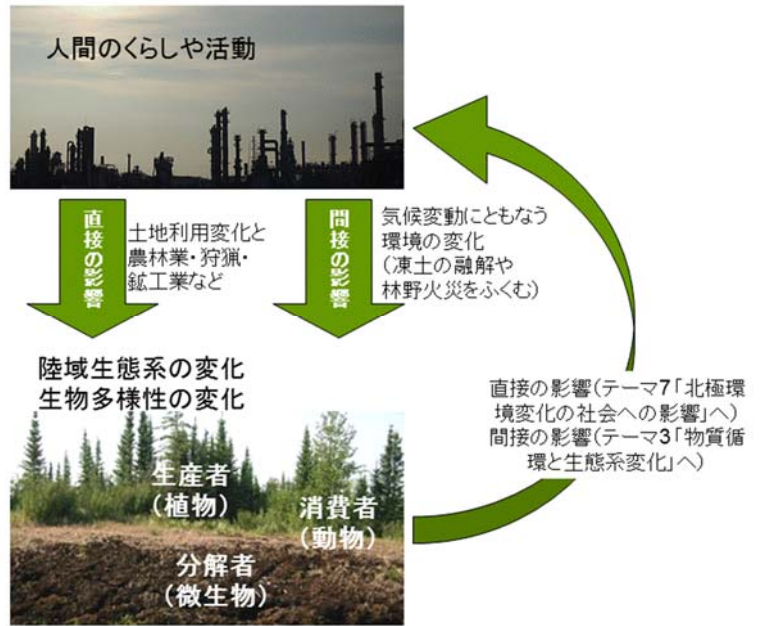 人間のくらしや活動
直接の影響
土地利用変化と
農林業・狩猟・
鉱工業など
間接の影響
気候変動にともなう
環境の変化
（凍土の融解や
林野火災をふくむ）
陸域生態系の変化
生物多様性の変化
生産者
（植物）
消費者
（動物）
分解者
（微生物）
直接の影響（テーマ7「北極環
境変化の社会への影響」へ）
間接の影響（テーマ3「物質循
環と生態系変化」へ）